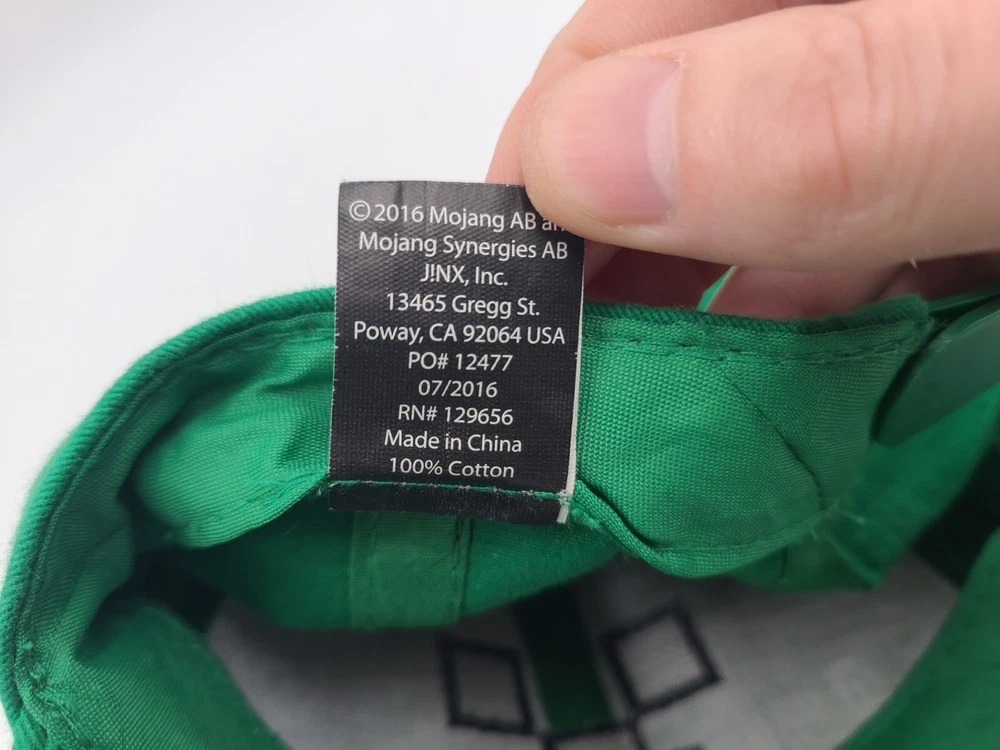 © 2016 Mojang AB
Mojang Synergies AB
J!NX, Inc.
13465 Gregg St.
Poway, CA 92064 USA
PO# 12477
07/2016
RN# 129656
Made in China
100% Cotton